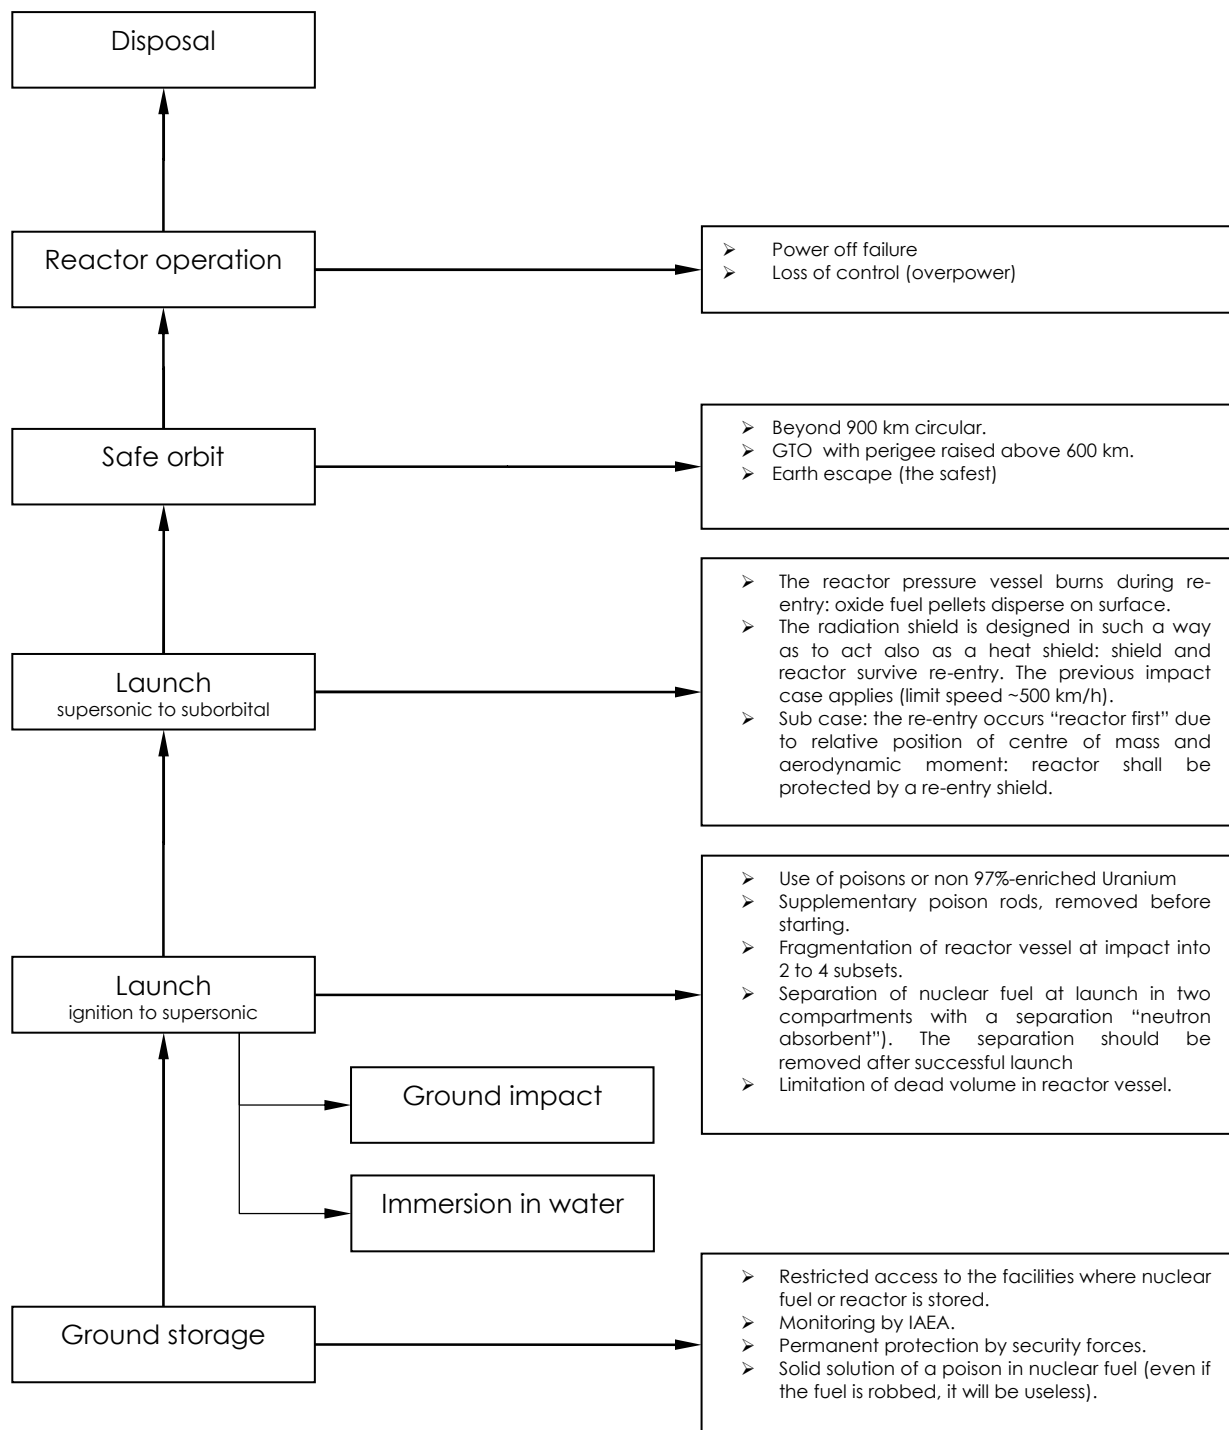 Disposal
Reactor operation
➢ Power off failure
➢ Loss of control (overpower)
Safe orbit
➢ Beyond 900 km circular.
➢ GTO with perigee raised above 600 km.
➢ Earth escape (the safest)
Launch
supersonic to suborbital
➢ The reactor pressure vessel burns during re-
entry: oxide fuel pellets disperse on surface.
➢ The radiation shield is designed in such a way
as to act also as a heat shield: shield and
reactor survive re-entry. The previous impact
case applies (limit speed ~500 km/h).
➢ Sub case: the re-entry occurs “reactor first” due
to relative position of centre of mass and
aerodynamic moment: reactor shall be
protected by a re-entry shield.
Launch
ignition to supersonic
➢ Use of poisons or non 97%-enriched Uranium
➢ Supplementary poison rods, removed before
starting.
➢ Fragmentation of reactor vessel at impact into
2 to 4 subsets.
➢ Separation of nuclear fuel at launch in two
compartments with a separation “neutron
absorbent”). The separation should be
removed after successful launch
➢ Limitation of dead volume in reactor vessel.
Ground impact
Immersion in water
Ground storage
➢ Restricted access to the facilities where nuclear
fuel or reactor is stored.
➢ Monitoring by IAEA.
➢ Permanent protection by security forces.
➢ Solid solution of a poison in nuclear fuel (even if
the fuel is robbed, it will be useless).